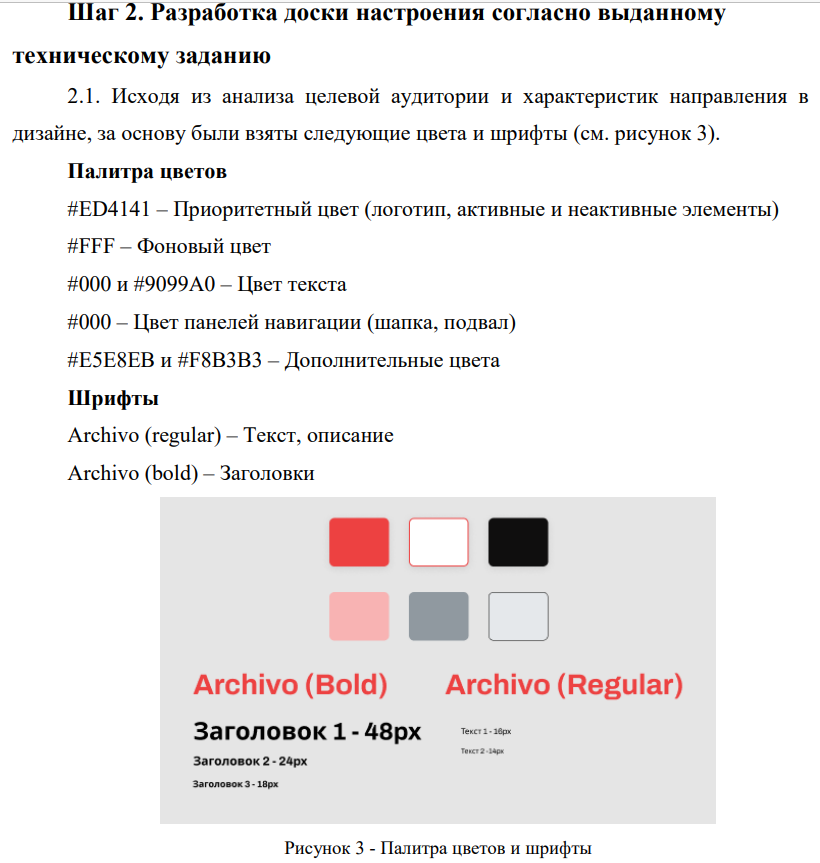 Шаг 2. Разработка доски настроения согласно выданному
техническому заданию
2.1. Исходя из анализа целевой аудитории и характеристик направления в
дизайне, за основу были взяты следующие цвета и шрифты (см. рисунок 3).
Палитра цветов
#ED4141 – Приоритетный цвет (логотип, активные и неактивные элементы)
#FFF – Фоновый цвет
#000 и #9099A0 – Цвет текста
#000 – Цвет панелей навигации (шапка, подвал)
#E5E8EB и #F8B3B3 – Дополнительные цвета
Шрифты
Archivo (regular) – Текст, описание
Archivo (bold) – Заголовки
Archivo (Bold)
Заголовок 1 - 48px
Заголовок 2 - 24px
Заголовок 3 - 18px
Archivo (Regular)
Текст 1 - 16px
Текст 2 -14px
Рисунок 3 - Палитра цветов и шрифты